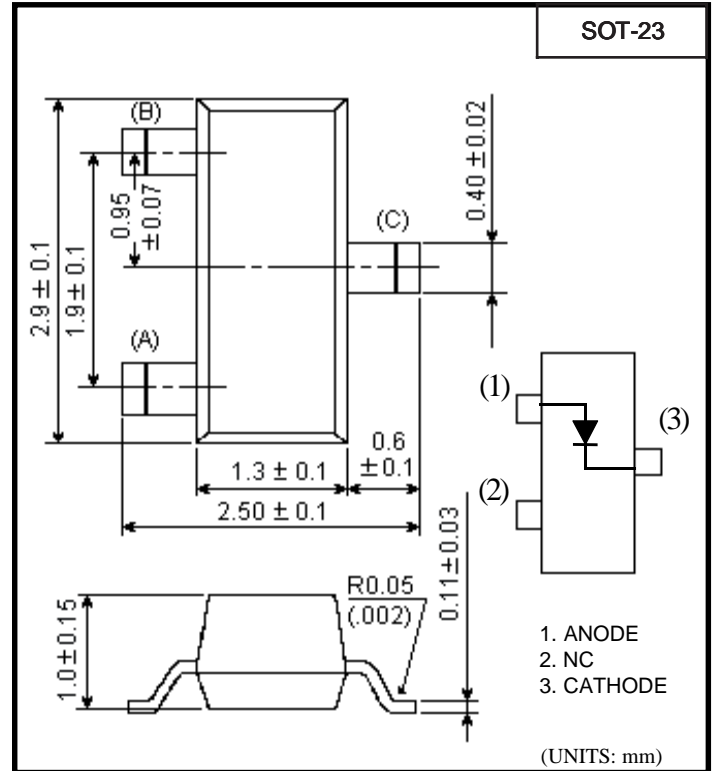 SOT-23
(B)
0.40 ±0.02
0.95
±0.07
(C)
2.9 ± 0.1
1.9 ± 0.1
(A)
(1)
(3)
0.6
±0.1
1.3 ± 0.1
2.50 ± 0.1
(2)
0.11±0.03
R0.05
(.002)
1.0±0.15
1. ANODE
2. NC
3. CATHODE
(UNITS: mm)